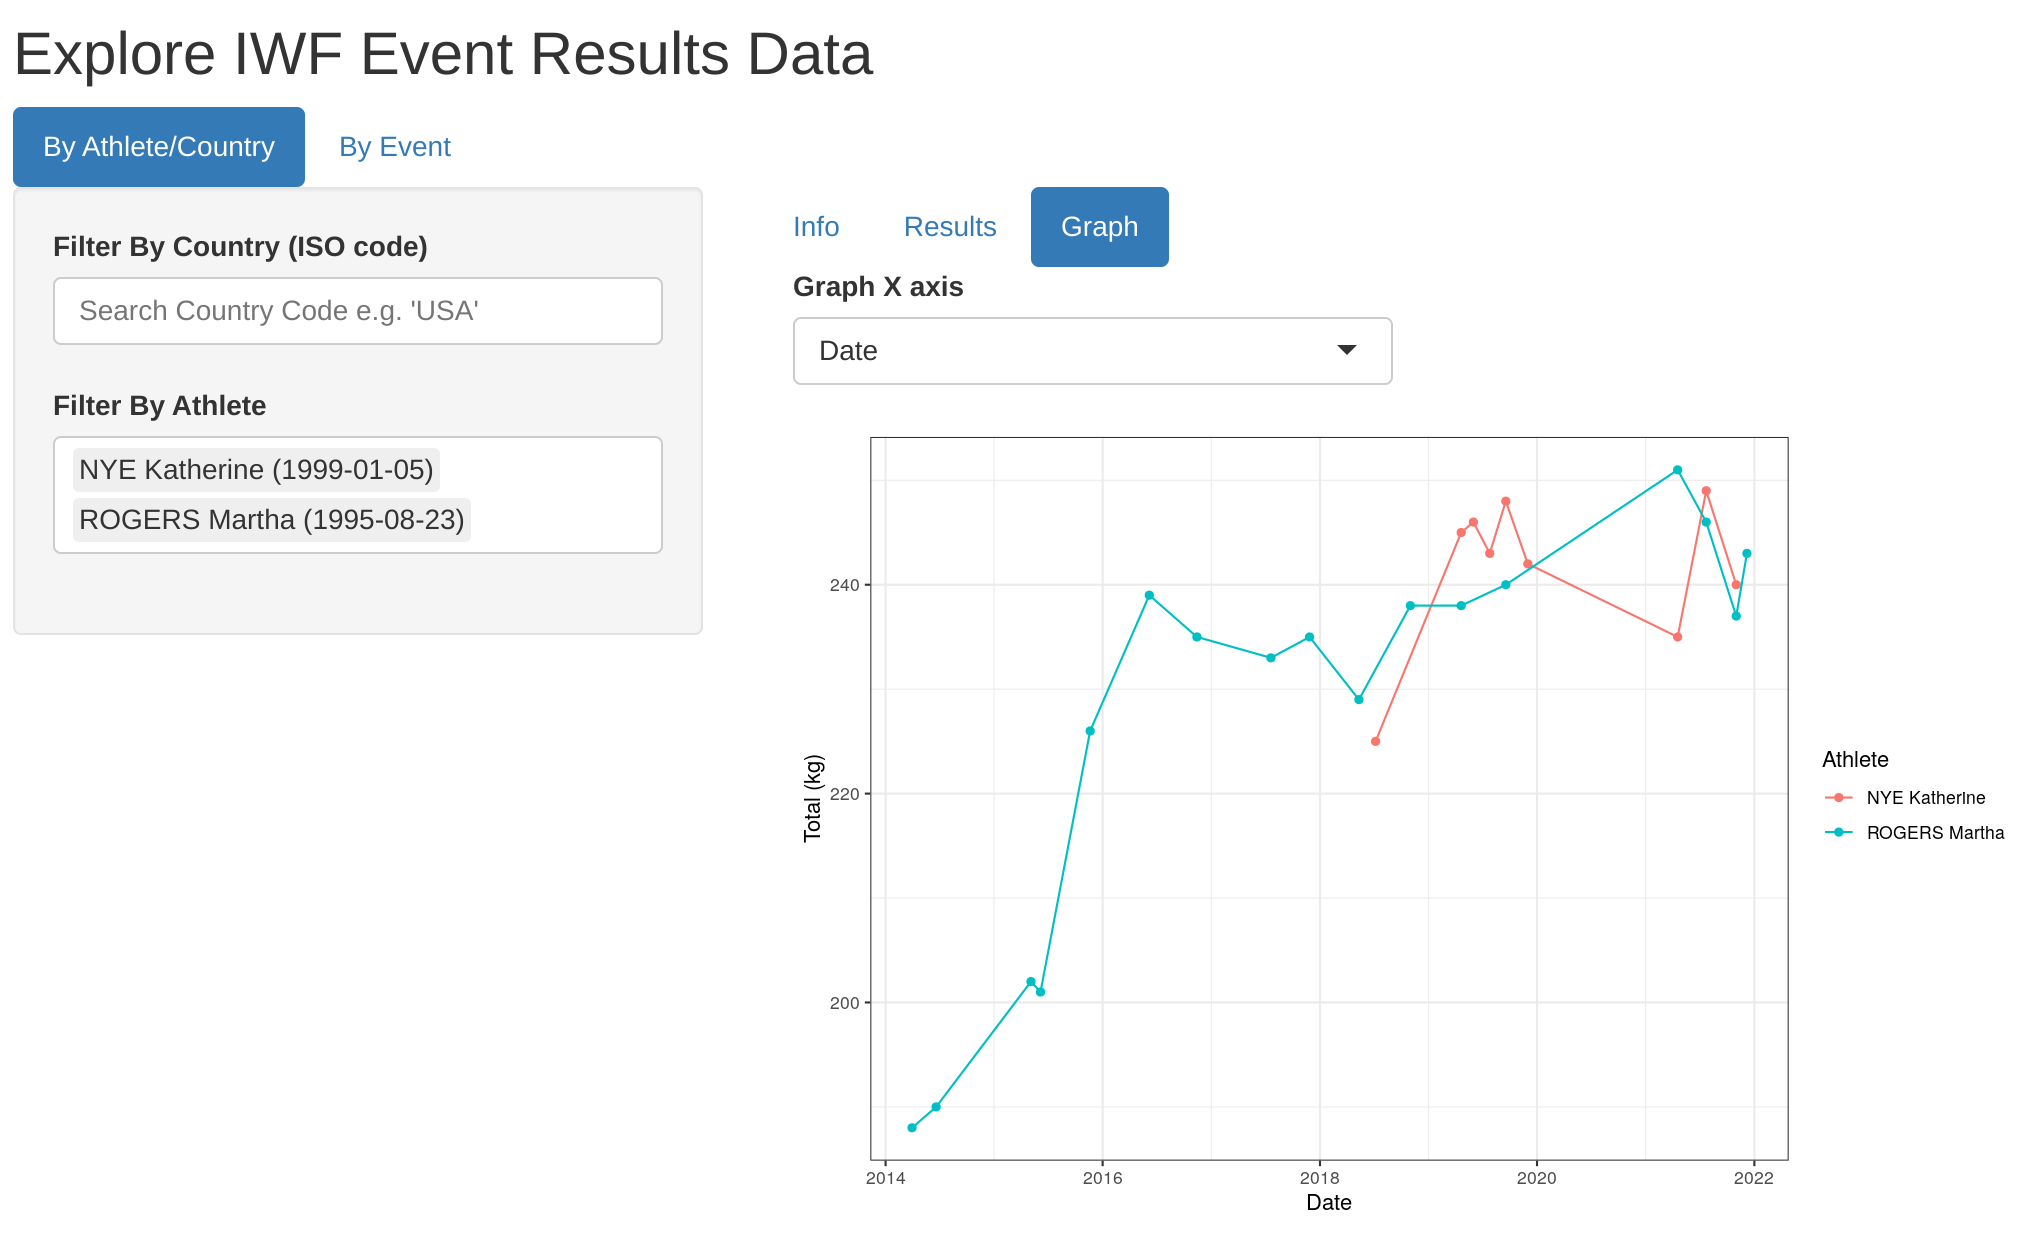 Explore IWF Event Results Data
By Athlete/Country By Event
Filter By Country (ISO code)
Search Country Code e.g. 'USA'
Filter By Athlete
NYE Katherine (1999-01-05)
ROGERS Martha (1995-08-23)
Info Results Graph
Graph X axis
Date
240
220
200
Total (kg)
2014 2016 2018 2020 2022
Date
Athlete
NYE Katherine
ROGERS Martha